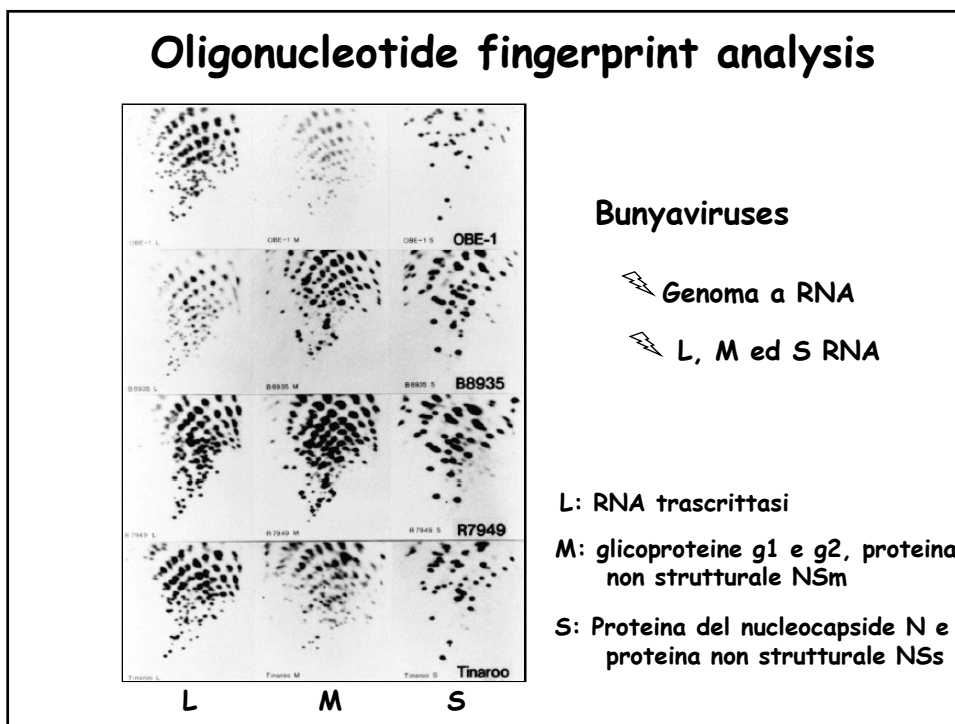 Oligonucleotide fingerprint analysis
OBE-1 L OBE-1 M OBE-1 S OBE-1
B8935 L B8935 M B8935 S B8935
R7949 L R7949 M R7949 S R7949
Tinaroo L Tinaroo M Tinaroo S Tinaroo
L M S
Bunyaviruses
Genoma a RNA
L, M ed S RNA
L: RNA trascrittasi
M: glicoproteine g1 e g2, proteina
non strutturale NSm
S: Proteina del nucleocapside N e
proteina non strutturale NSs